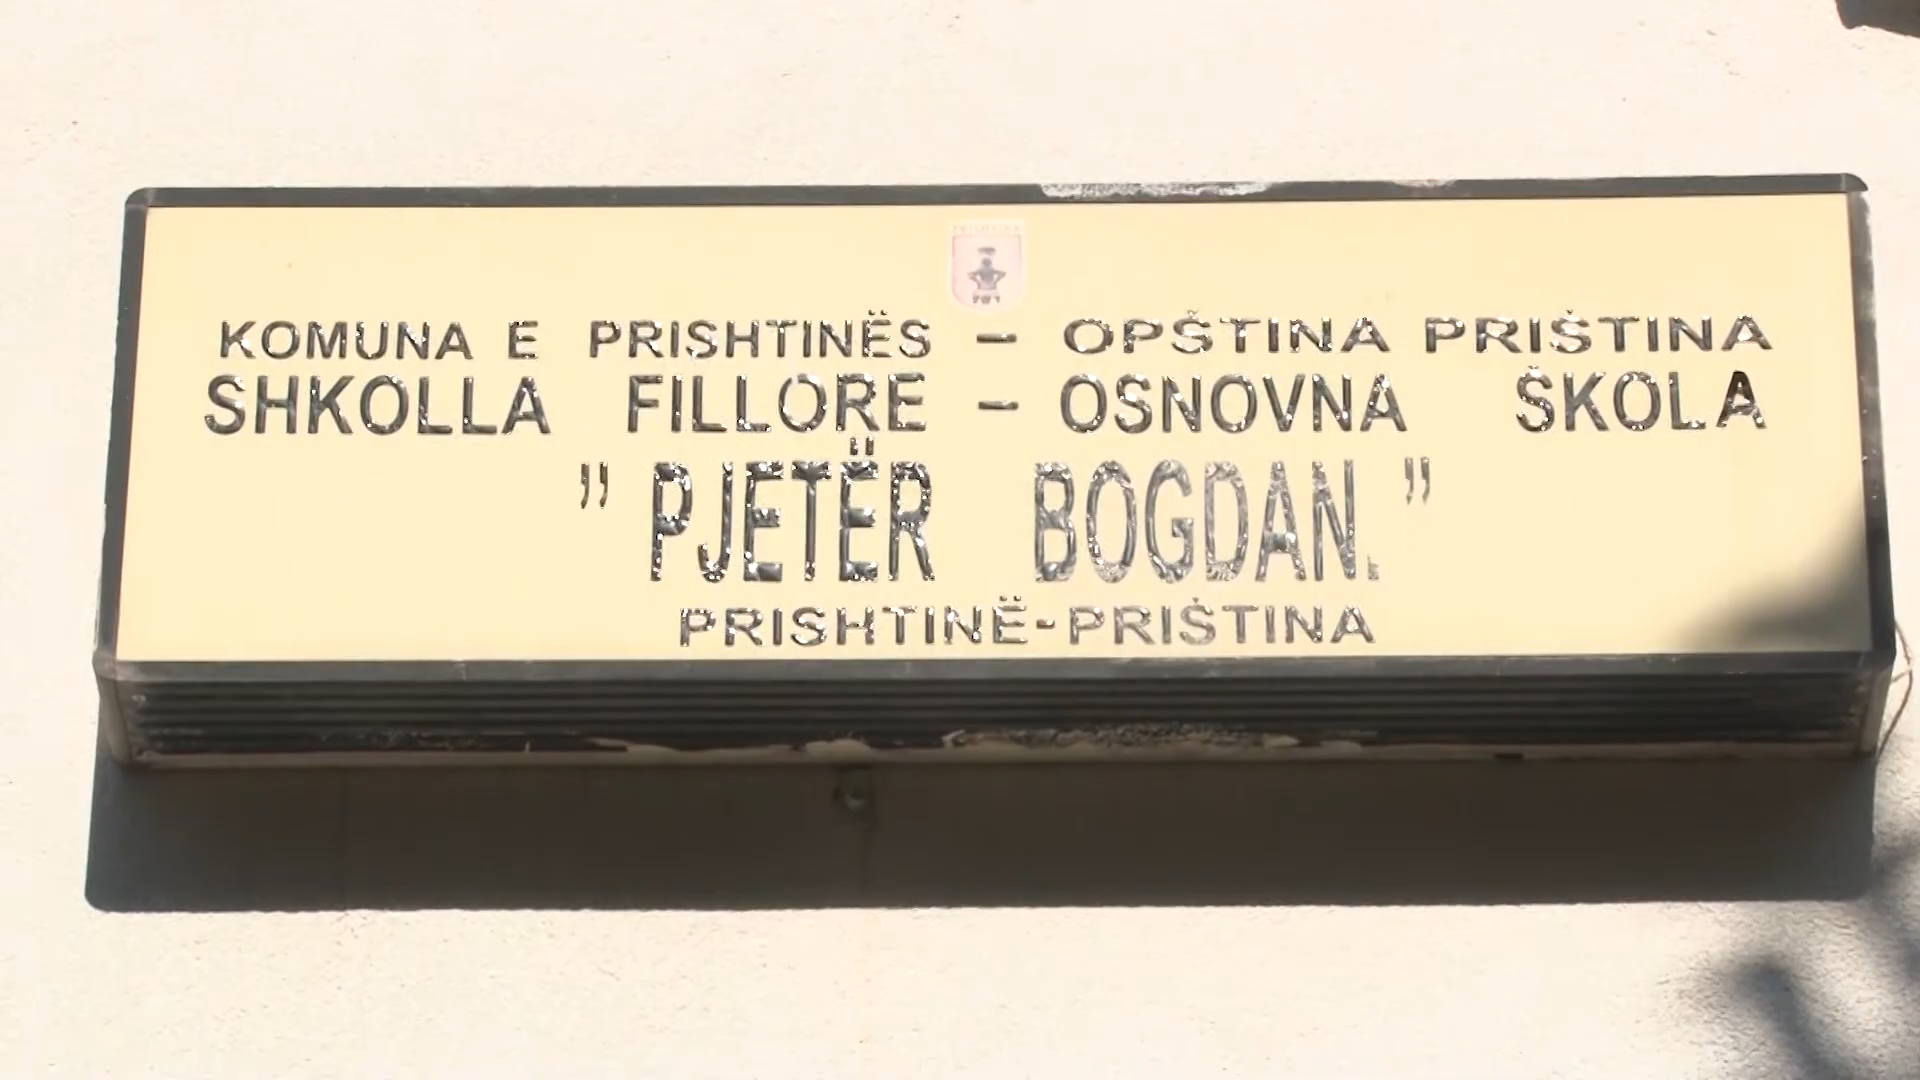 KOMUNA E PRISHTINËS – OPŠTINA PRIŠTINA
SHKOLLA FILLORE – OSNOVNA ŠKOLA
" PJETËR BOGDAN. "
PRISHTINË-PRIŠTINA